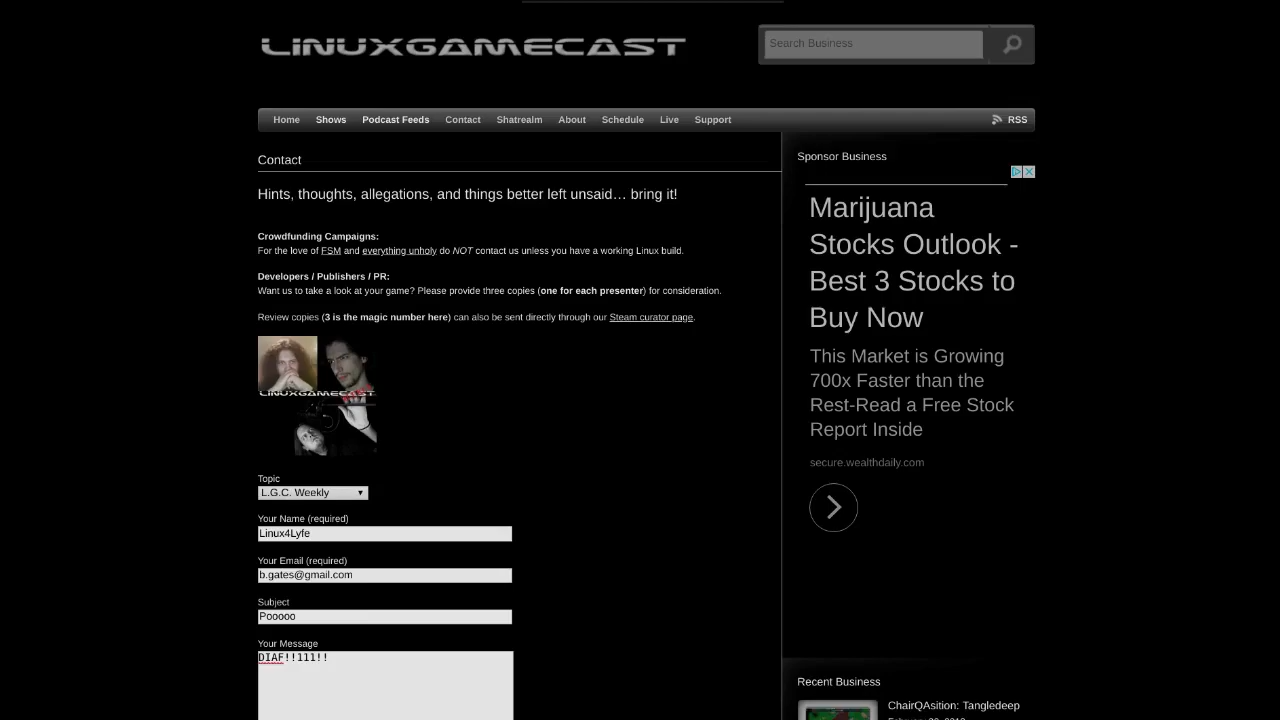 LINUXGAMECAST
Search Business
Home Shows Podcast Feeds Contact Shatrealm About Schedule Live Support RSS
Contact
Hints, thoughts, allegations, and things better left unsaid… bring it!
Crowdfunding Campaigns:
For the love of FSM and everything unholy do NOT contact us unless you have a working Linux build.
Developers / Publishers / PR:
Want us to take a look at your game? Please provide three copies (one for each presenter) for consideration.
Review copies (3 is the magic number here) can also be sent directly through our Steam curator page.
LINUXGAMECAST
Topic
L.G.C. Weekly
Your Name (required)
Linux4Lyfe
Your Email (required)
b.gates@gmail.com
Subject
Pooooo
Your Message
DIAF!!111!!
Sponsor Business
Marijuana
Stocks Outlook -
Best 3 Stocks to
Buy Now
This Market is Growing
700x Faster than the
Rest-Read a Free Stock
Report Inside
secure.wealthdaily.com
Recent Business
ChairQAsition: Tangledeep